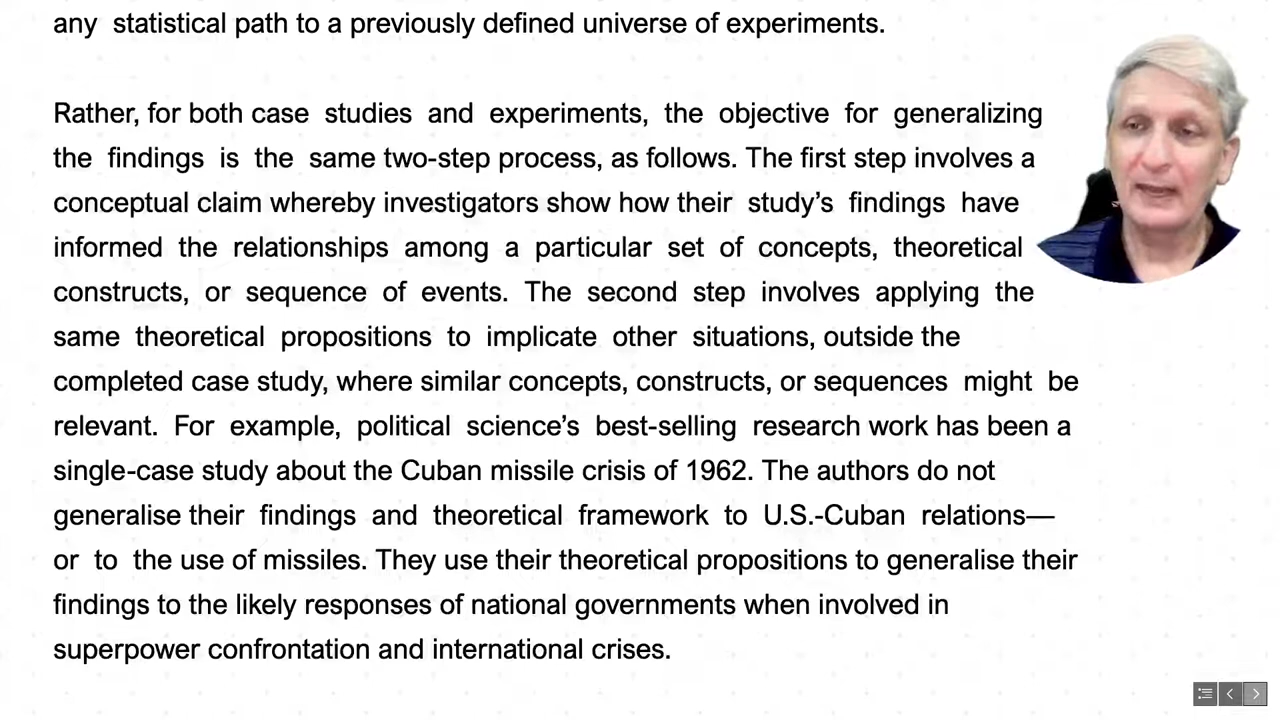 any statistical path to a previously defined universe of experiments.
Rather, for both case studies and experiments, the objective for generalizing
the findings is the same two-step process, as follows. The first step involves a
conceptual claim whereby investigators show how their study’s findings have
informed the relationships among a particular set of concepts, theoretical
constructs, or sequence of events. The second step involves applying the
same theoretical propositions to implicate other situations, outside the
completed case study, where similar concepts, constructs, or sequences might be
relevant. For example, political science’s best-selling research work has been a
single-case study about the Cuban missile crisis of 1962. The authors do not
generalise their findings and theoretical framework to U.S.-Cuban relations—
or to the use of missiles. They use their theoretical propositions to generalise their
findings to the likely responses of national governments when involved in
superpower confrontation and international crises.